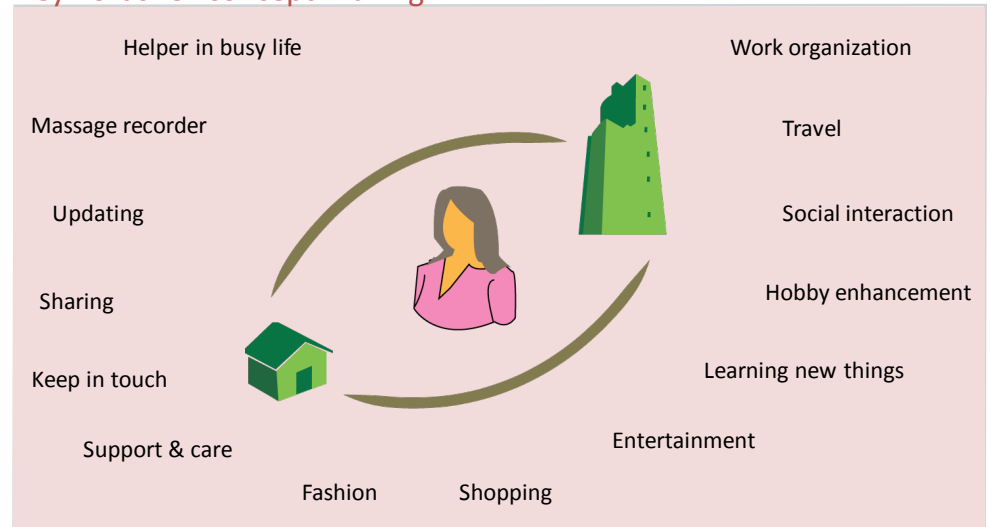 Helper in busy life
Work organization
Massage recorder
Travel
Updating
Social interaction
Sharing
Hobby enhancement
Keep in touch
Learning new things
Support & care
Entertainment
Fashion
Shopping